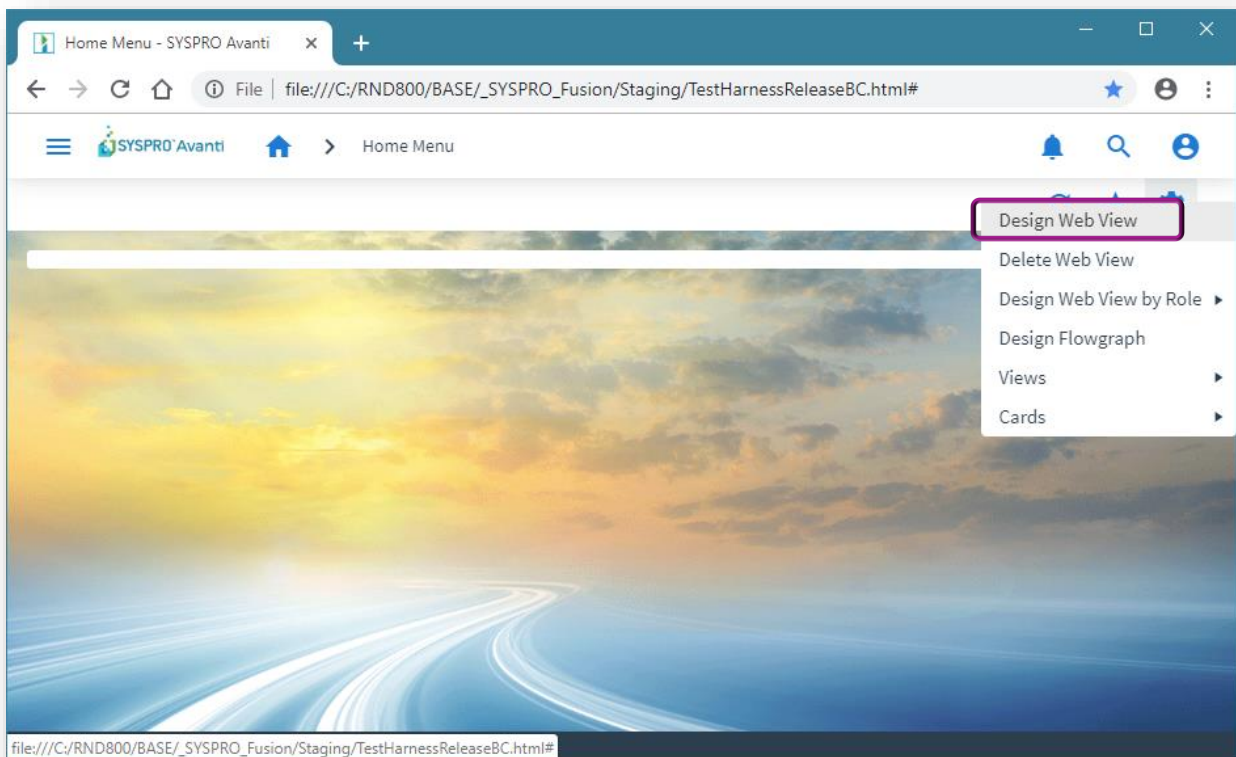 Home Menu - SYSPRO Avanti
File | file:///C:/RND800/BASE/_SYSPRO_Fusion/Staging/TestHarnessReleaseBC.html#
SYSPRO Avanti > Home Menu
Design Web View
Delete Web View
Design Web View by Role
Design Flowgraph
Views
Cards
file:///C:/RND800/BASE/_SYSPRO_Fusion/Staging/TestHarnessReleaseBC.html#